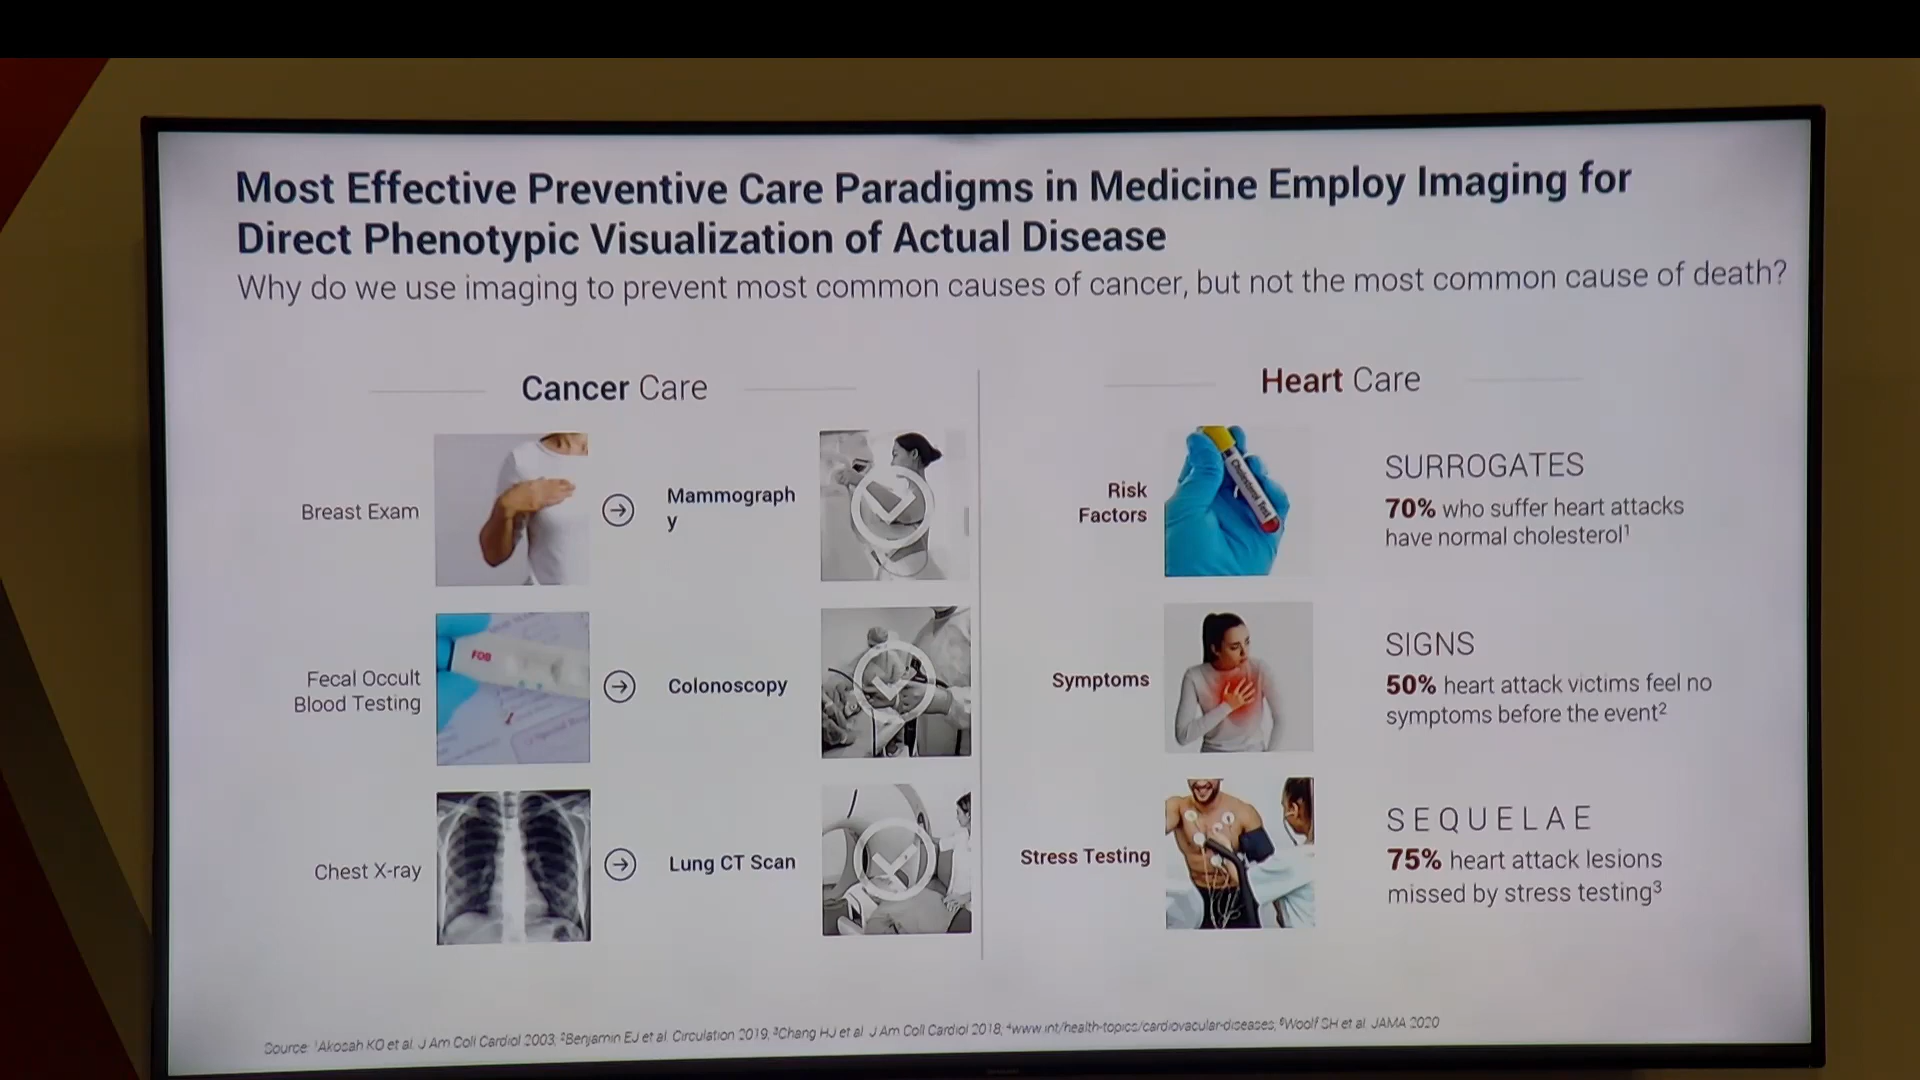 Most Effective Preventive Care Paradigms in Medicine Employ Imaging for
Direct Phenotypic Visualization of Actual Disease
Why do we use imaging to prevent most common causes of cancer, but not the most common cause of death?
Cancer Care
Breast Exam
Mammograph
y
Fecal Occult
Blood Testing
FOB
Colonoscopy
Chest X-ray
Lung CT Scan
Heart Care
Risk
Factors
Cholesterol Test
SURROGATES
70% who suffer heart attacks
have normal cholesterol¹
Symptoms
SIGNS
50% heart attack victims feel no
symptoms before the event²
Stress Testing
SEQUELAE
75% heart attack lesions
missed by stress testing³
Source: ¹Akosah KO et al. J Am Coll Cardiol 2003; ²Benjamin EJ et al. Circulation 2019; ³Chang HJ et al. J Am Coll Cardiol 2018; ⁴www.int/health-topics/cardiovacular-diseases; ⁵Woolf SH et al. JAMA 2020